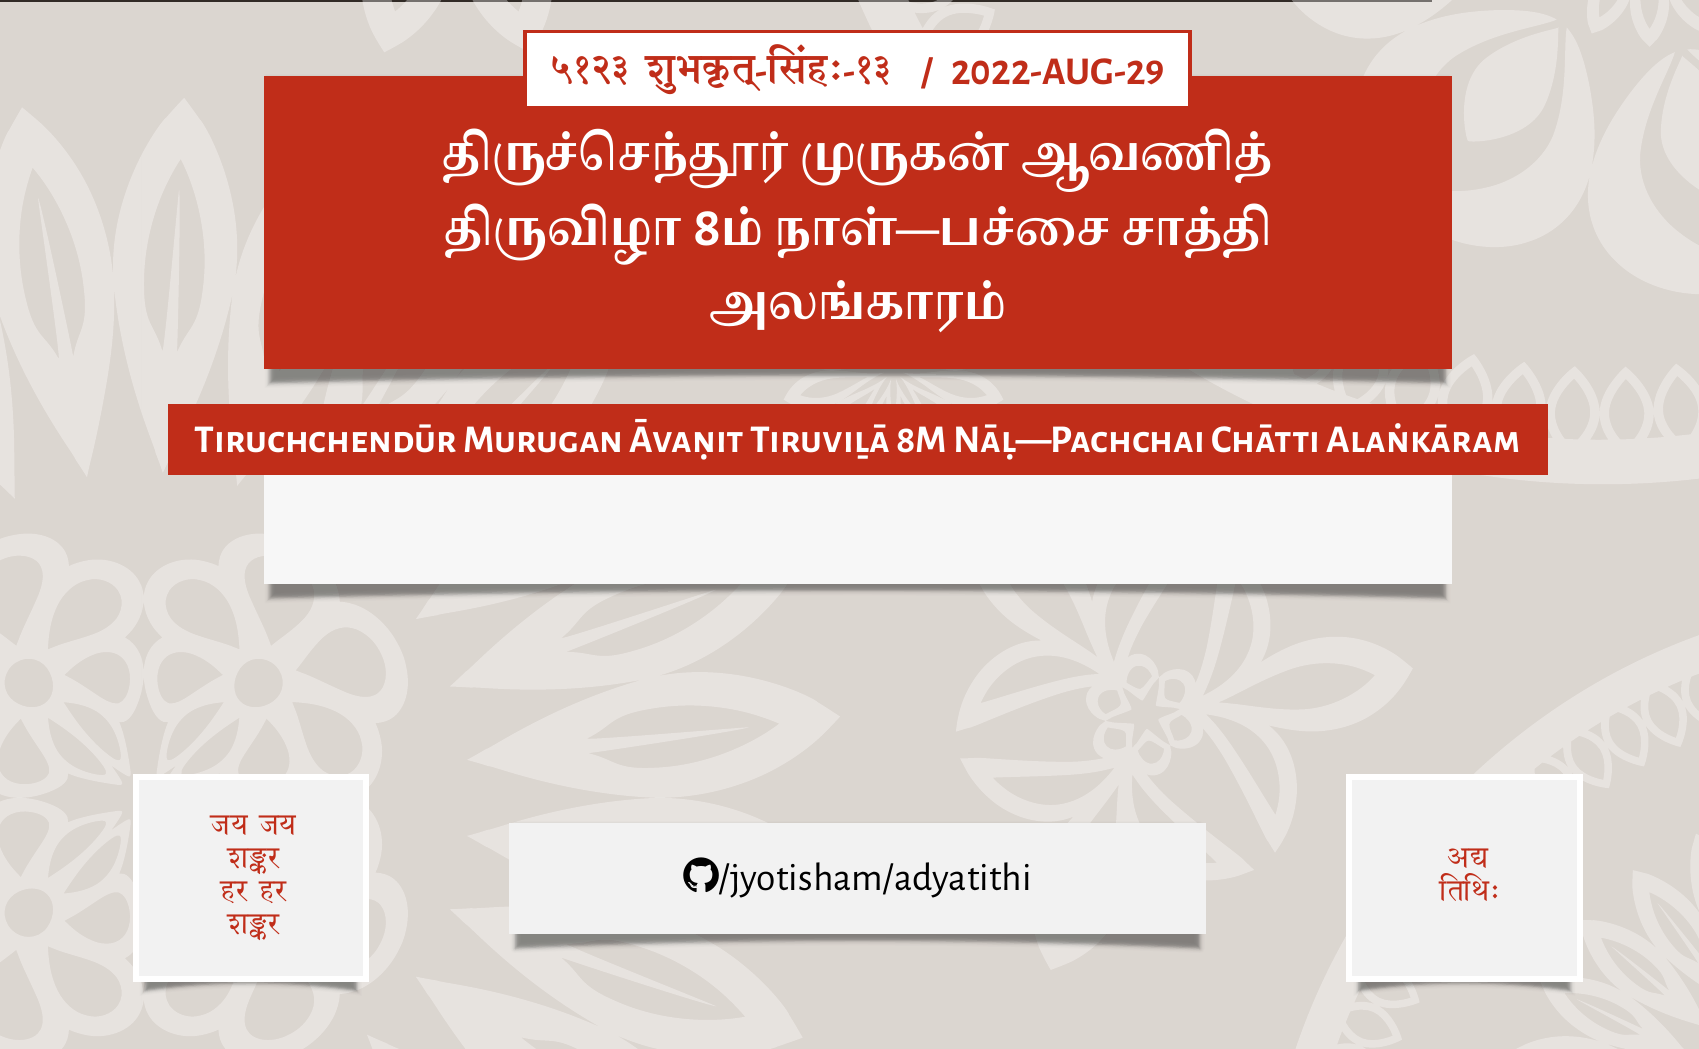 ५१२३ शुभकृत्-सिंहः-१३ / 2022-AUG-29
திருச்செந்தூர் முருகன் ஆவணித்
திருவிழா 8ம் நாள்—பச்சை சாத்தி
அலங்காரம்
Tiruchchendūr Murugan Āvaṇit Tiruviḻā 8m Nāḷ—Pachchai Chātti Alaṅkāram
जय जय
शङ्कर
हर हर
शङ्कर
/jyotisham/adyatithi
अद्य
तिथिः